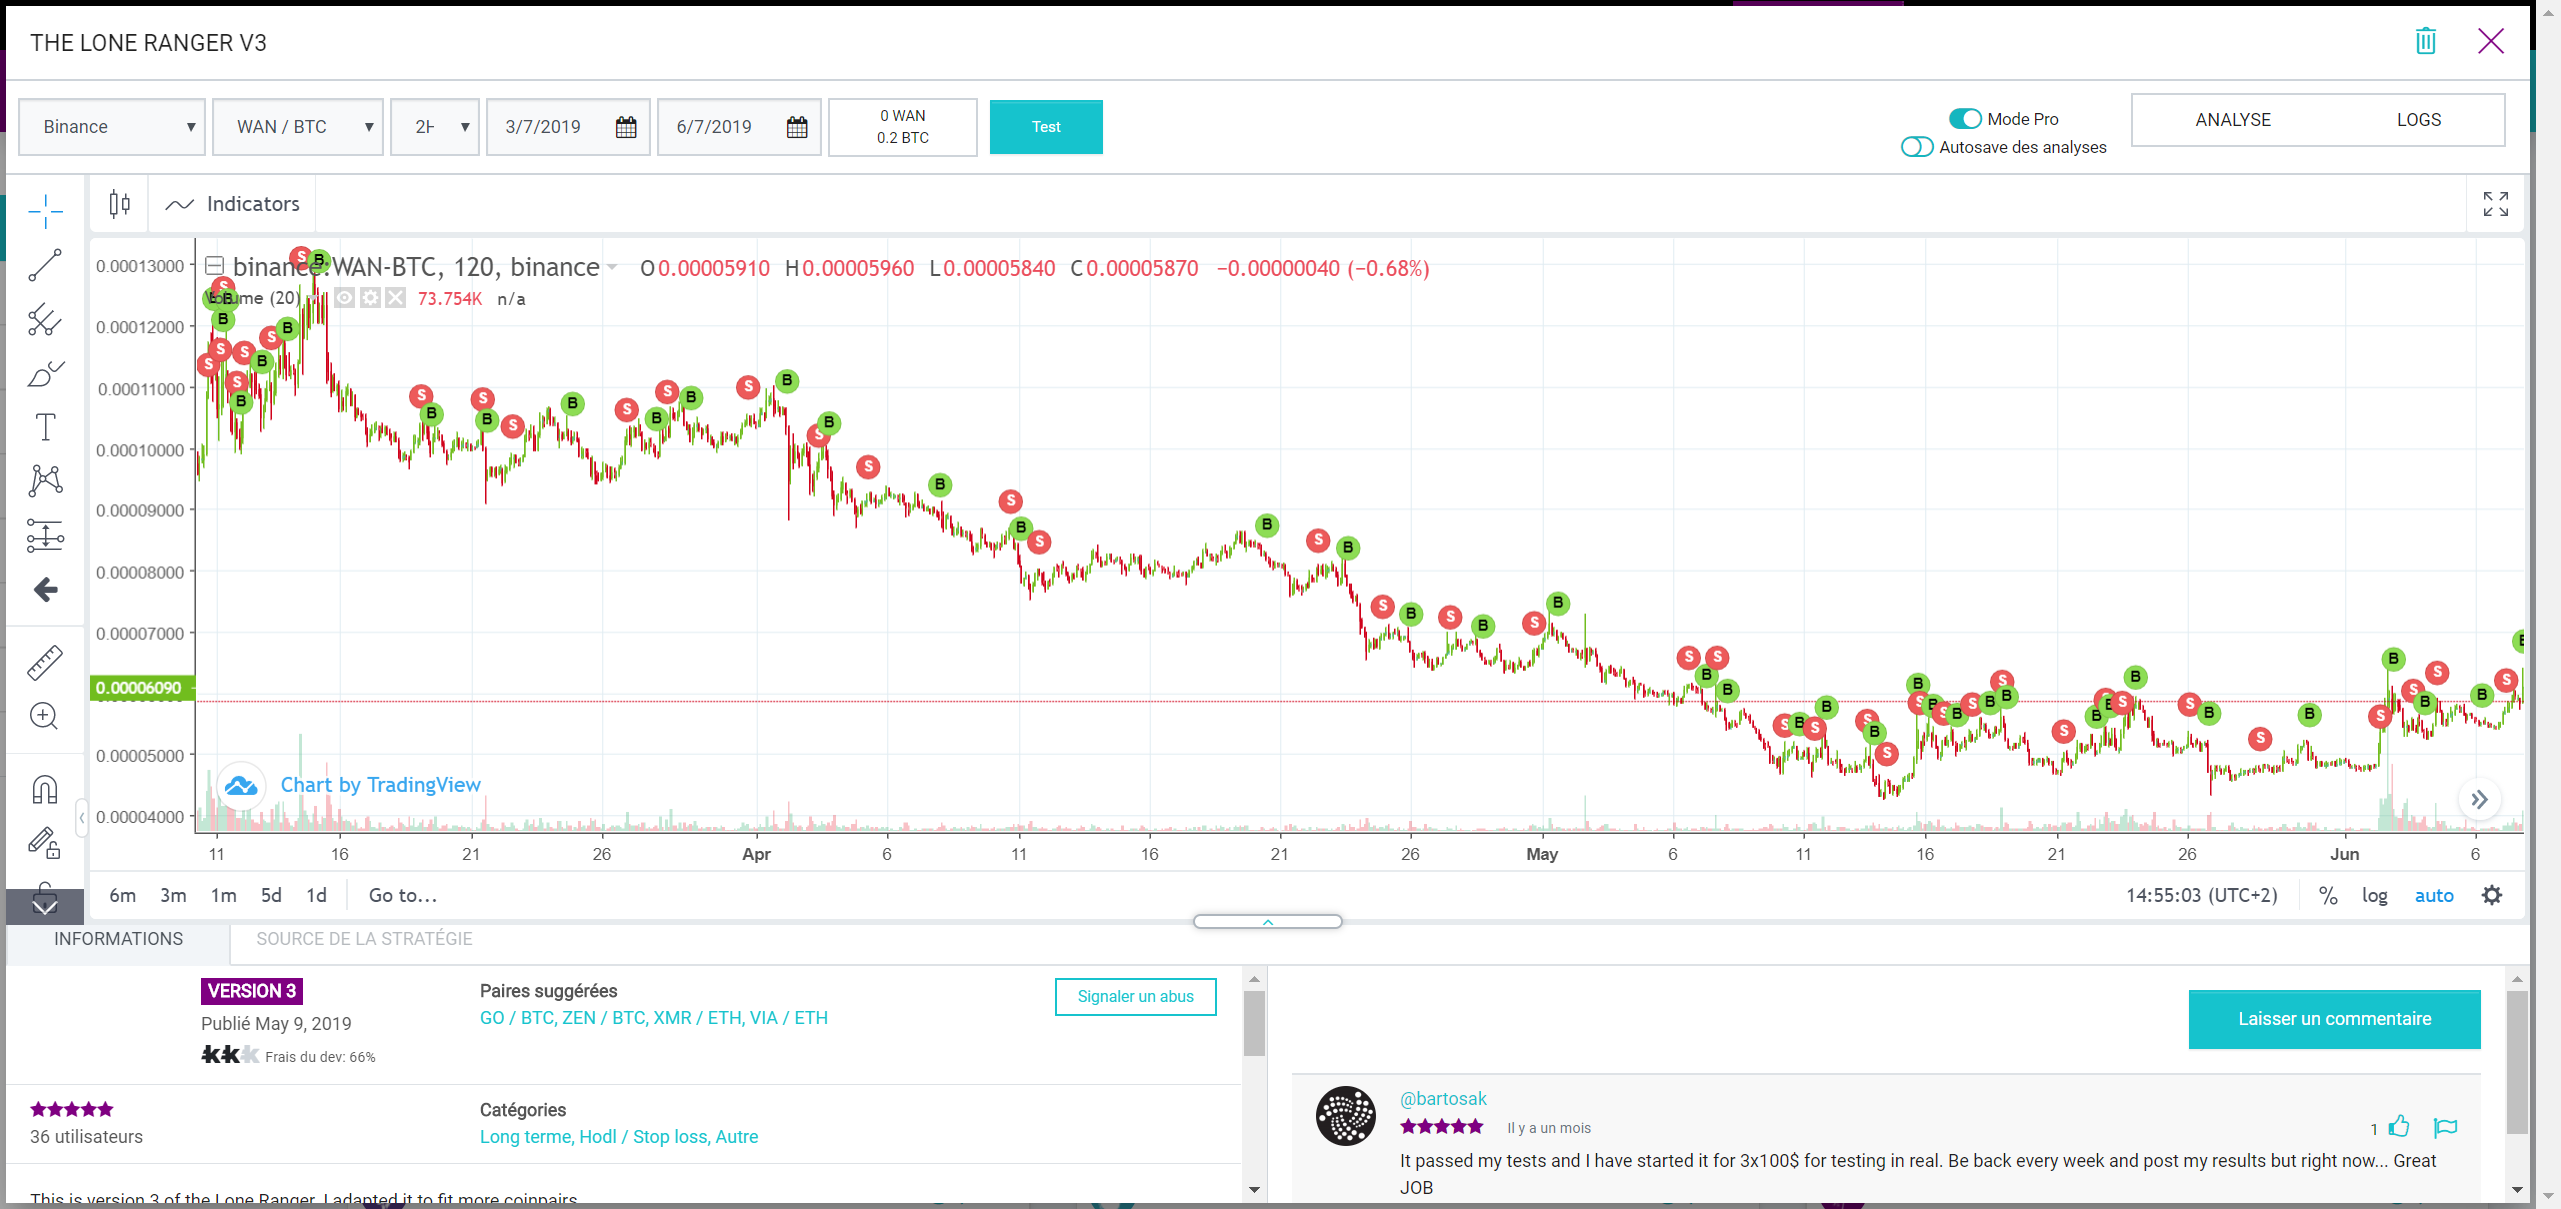 THE LONE RANGER V3
Binance
WAN / BTC
3/7/2019
6/7/2019
0 WAN
0.2 BTC
Test
Mode Pro
Autosave des analyses
ANALYSE
LOGS
Indicators
binance:WAN-BTC, 120, binance
O0.00005910 H0.00005960 L0.00005840 C0.00005870 −0.00000040 (−0.68%)
(20)
73.754K n/a
0.00013000
0.00012000
0.00011000
0.00010000
0.00009000
0.00008000
0.00007000
0.00006090
0.00005000
0.00004000
Chart by TradingView
11 16 21 26 Apr 6 11 16 21 26 May 6 11 16 21 26 Jun 6
6m 3m 1m 5d 1d Go to...
14:55:03 (UTC+2) % log auto
INFORMATIONS
SOURCE DE LA STRATÉGIE
VERSION 3
Publié May 9, 2019
Frais du dev: 66%
Paires suggérées
GO / BTC, ZEN / BTC, XMR / ETH, VIA / ETH
Signaler un abus
36 utilisateurs
Catégories
Long terme, Hodl / Stop loss, Autre
This is version 3 of the Lone Ranger. I adapted it to fit more coinpairs
Laisser un commentaire
@bartosak
Il y a un mois
1
It passed my tests and I have started it for 3x100$ for testing in real. Be back every week and post my results but right now... Great
JOB